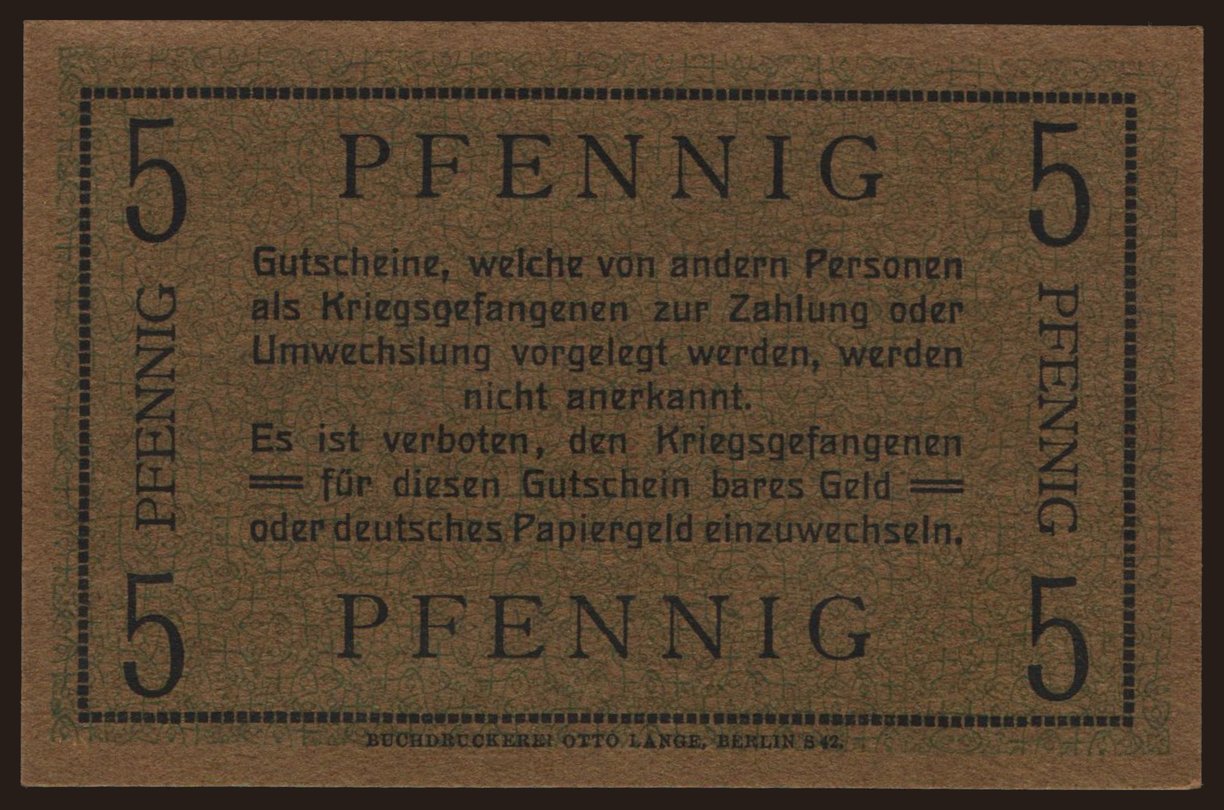 5 PFENNIG 5
Gutscheine, welche von andern Personen
als Kriegsgefangenen zur Zahlung oder
Umwechslung vorgelegt werden, werden
nicht anerkannt.
Es ist verboten, den Kriegsgefangenen
für diesen Gutschein bares Geld
oder deutsches Papiergeld einzuwechseln.
PFENNIG
PFENNIG
5 PFENNIG 5
BUCHDRUCKEREI OTTO LANGE, BERLIN S 42.